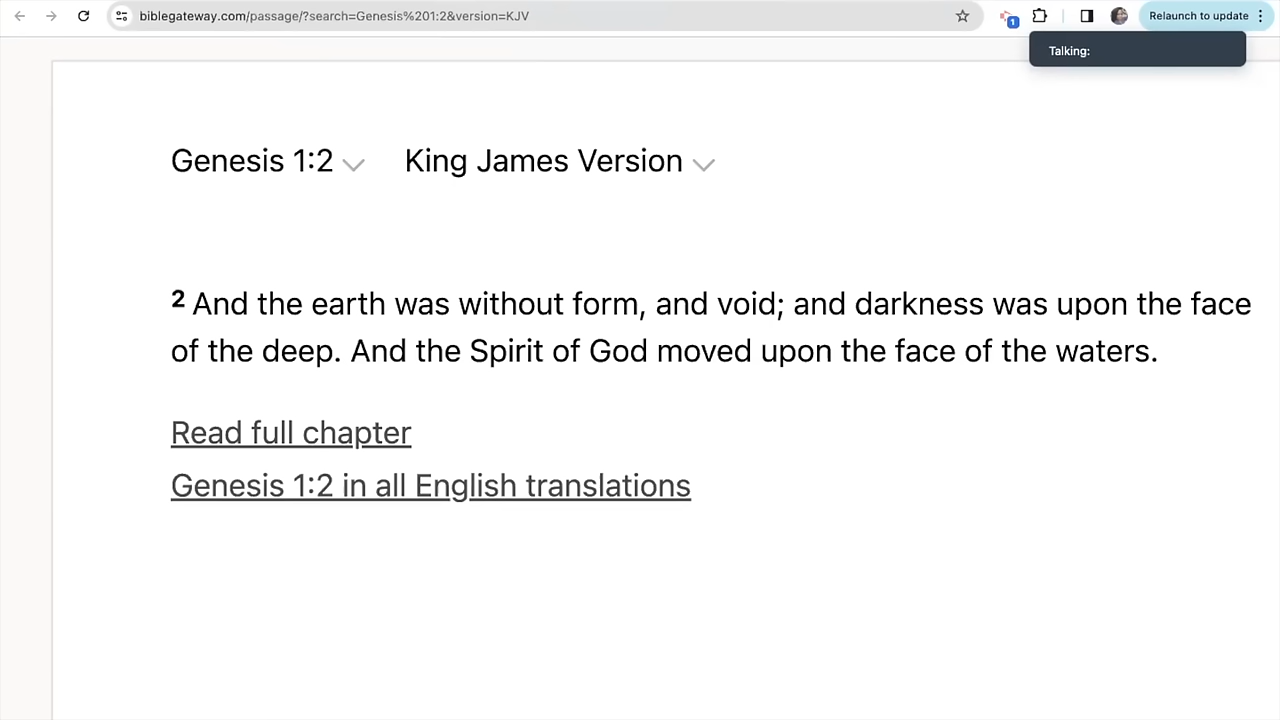 biblegateway.com/passage/?search=Genesis%201:2&version=KJV
1
Relaunch to update
Talking:
Genesis 1:2 King James Version
2 And the earth was without form, and void; and darkness was upon the face
of the deep. And the Spirit of God moved upon the face of the waters.
Read full chapter
Genesis 1:2 in all English translations